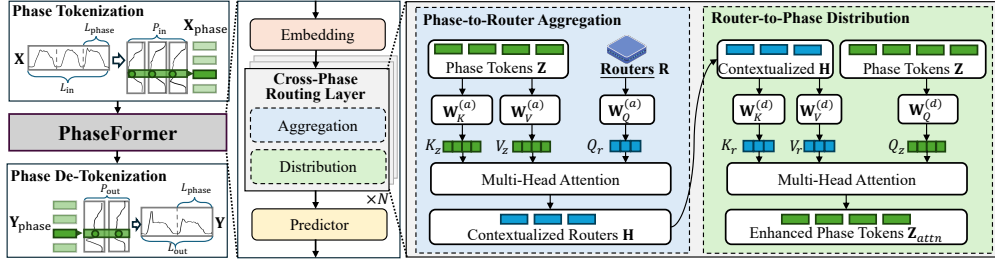 Phase Tokenization
P_in
L_phase
X_phase
X
L_in
PhaseFormer
Phase De-Tokenization
P_out
L_phase
Y_phase
Y
L_out
Embedding
Cross-Phase
Routing Layer
Aggregation
Distribution
×N
Predictor
Phase-to-Router Aggregation
Phase Tokens Z
Routers R
W_K^(a)
W_V^(a)
W_Q^(a)
K_z
V_z
Q_r
Multi-Head Attention
Contextualized Routers H
Router-to-Phase Distribution
Contextualized H
Phase Tokens Z
W_K^(d)
W_V^(d)
W_Q^(d)
K_r
V_r
Q_z
Multi-Head Attention
Enhanced Phase Tokens Z_attn